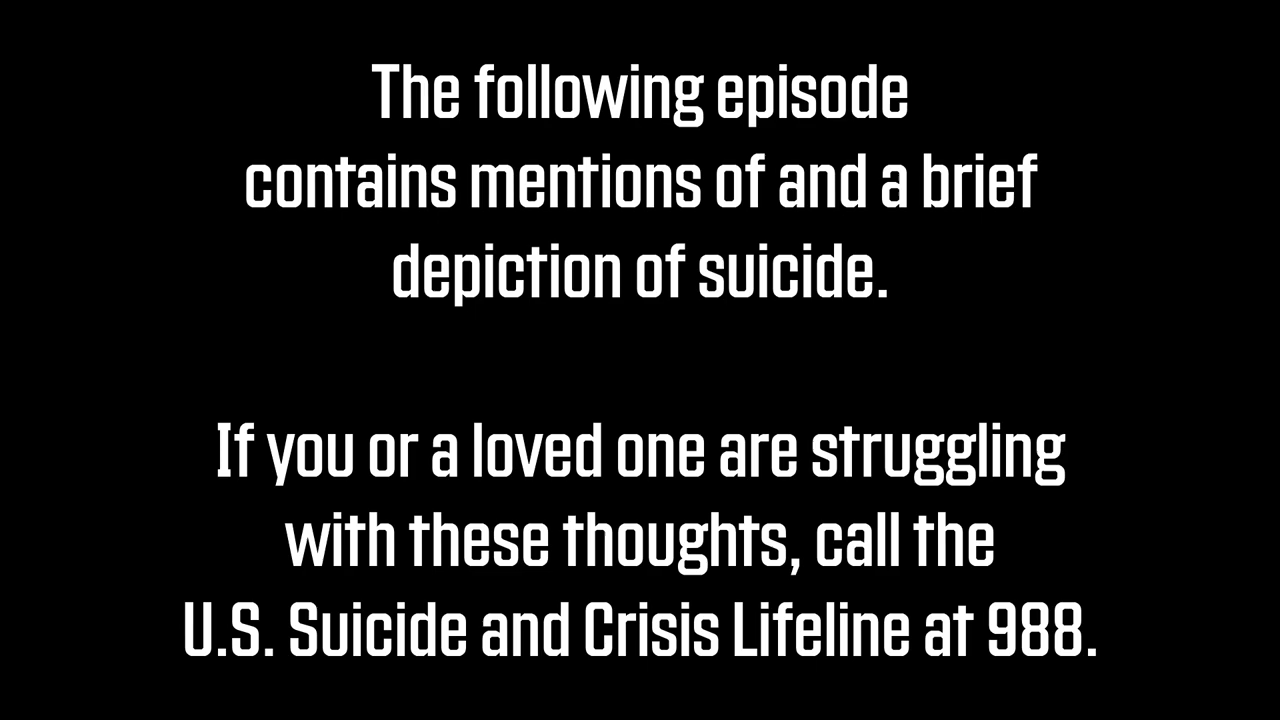 The following episode
contains mentions of and a brief
depiction of suicide.
If you or a loved one are struggling
with these thoughts, call the
U.S. Suicide and Crisis Lifeline at 988.